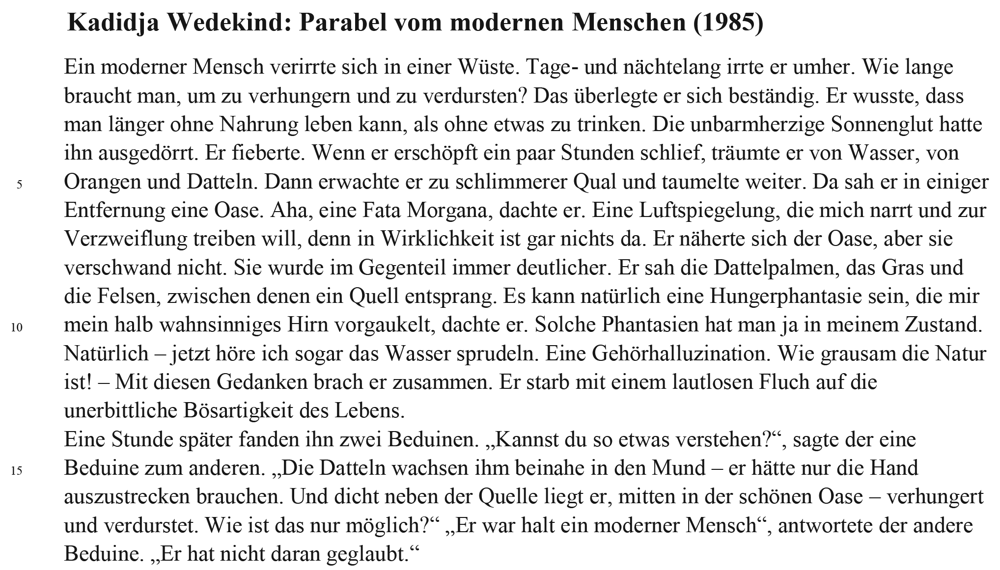 Kadidja Wedekind: Parabel vom modernen Menschen (1985)
Ein moderner Mensch verirrte sich in einer Wüste. Tage- und nächtelang irrte er umher. Wie lange
braucht man, um zu verhungern und zu verdursten? Das überlegte er sich beständig. Er wusste, dass
man länger ohne Nahrung leben kann, als ohne etwas zu trinken. Die unbarmherzige Sonnenglut hatte
ihn ausgedörrt. Er fieberte. Wenn er erschöpft ein paar Stunden schlief, träumte er von Wasser, von
5 Orangen und Datteln. Dann erwachte er zu schlimmerer Qual und taumelte weiter. Da sah er in einiger
Entfernung eine Oase. Aha, eine Fata Morgana, dachte er. Eine Luftspiegelung, die mich narrt und zur
Verzweiflung treiben will, denn in Wirklichkeit ist gar nichts da. Er näherte sich der Oase, aber sie
verschwand nicht. Sie wurde im Gegenteil immer deutlicher. Er sah die Dattelpalmen, das Gras und
die Felsen, zwischen denen ein Quell entsprang. Es kann natürlich eine Hungerphantasie sein, die mir
10 mein halb wahnsinniges Hirn vorgaukelt, dachte er. Solche Phantasien hat man ja in meinem Zustand.
Natürlich – jetzt höre ich sogar das Wasser sprudeln. Eine Gehörhalluzination. Wie grausam die Natur
ist! – Mit diesen Gedanken brach er zusammen. Er starb mit einem lautlosen Fluch auf die
unerbittliche Bösartigkeit des Lebens.
Eine Stunde später fanden ihn zwei Beduinen. „Kannst du so etwas verstehen?“, sagte der eine
15 Beduine zum anderen. „Die Datteln wachsen ihm beinahe in den Mund – er hätte nur die Hand
auszustrecken brauchen. Und dicht neben der Quelle liegt er, mitten in der schönen Oase – verhungert
und verdurstet. Wie ist das nur möglich?“ „Er war halt ein moderner Mensch“, antwortete der andere
Beduine. „Er hat nicht daran geglaubt.“